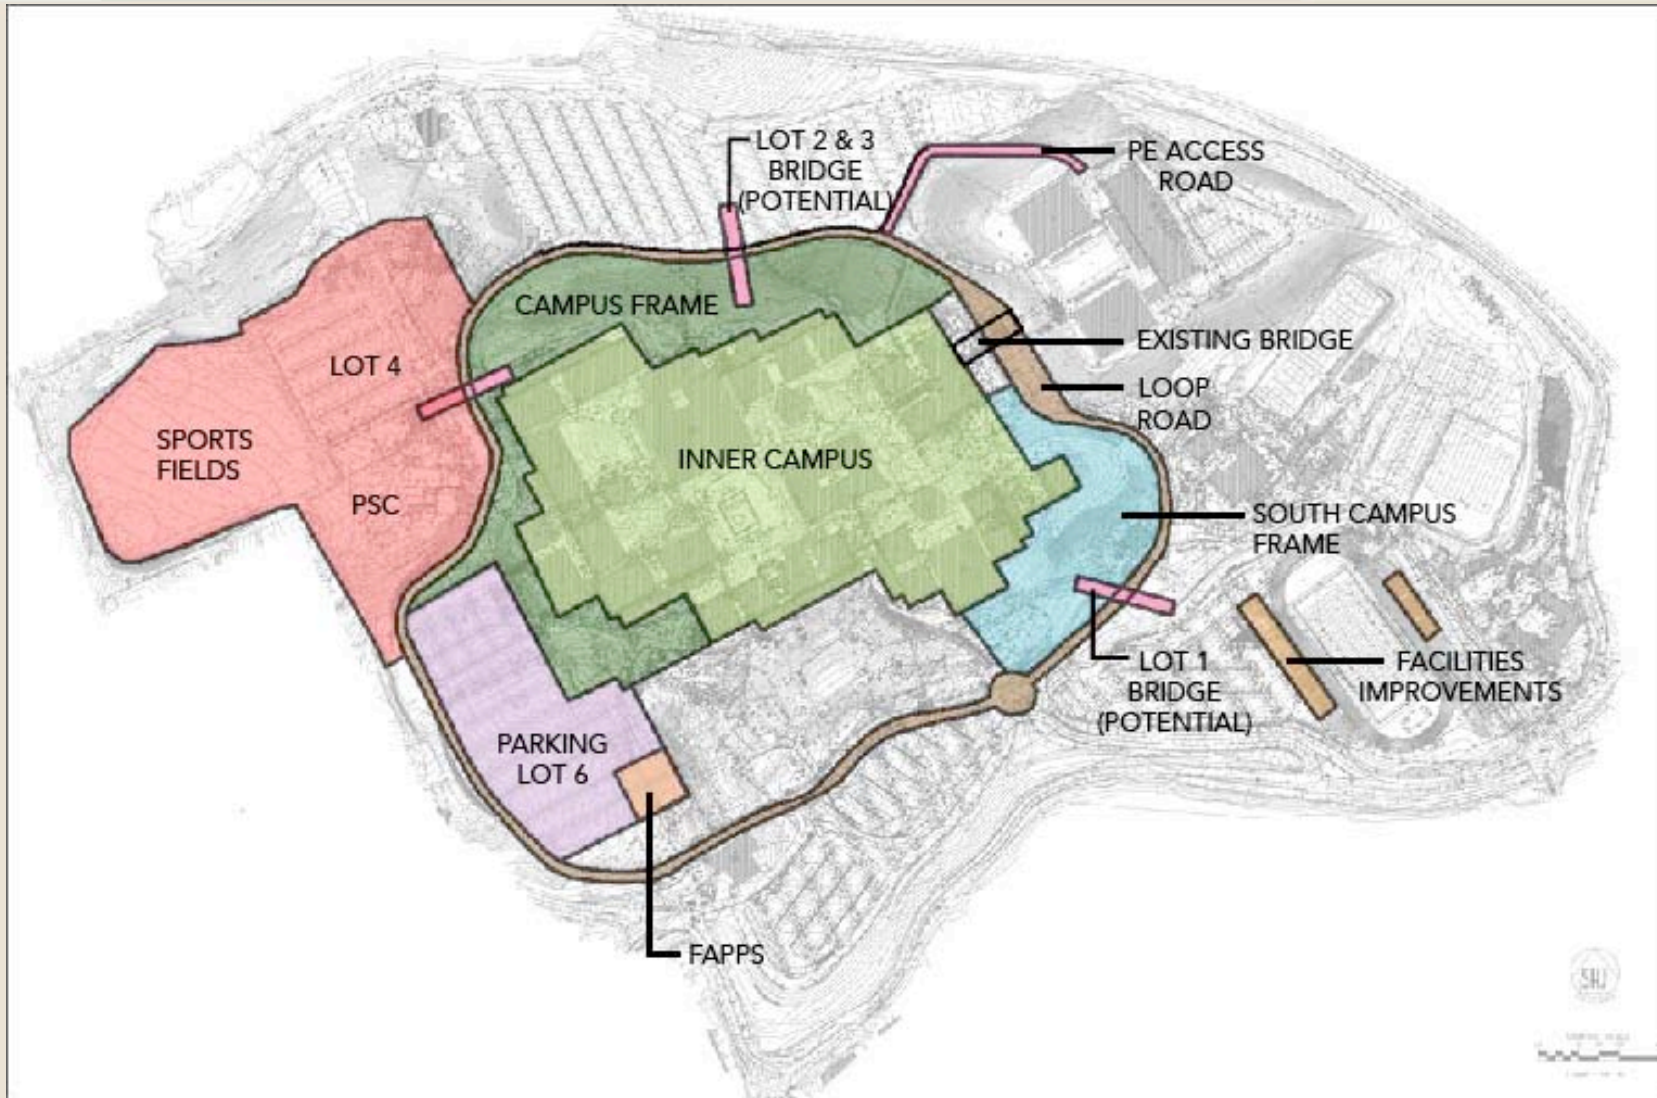 LOT 2 & 3
BRIDGE
(POTENTIAL)
PE ACCESS
ROAD
CAMPUS FRAME
EXISTING BRIDGE
LOT 4
LOOP
ROAD
SPORTS
FIELDS
INNER CAMPUS
PSC
SOUTH CAMPUS
FRAME
LOT 1
BRIDGE
(POTENTIAL)
FACILITIES
IMPROVEMENTS
PARKING
LOT 6
FAPPS